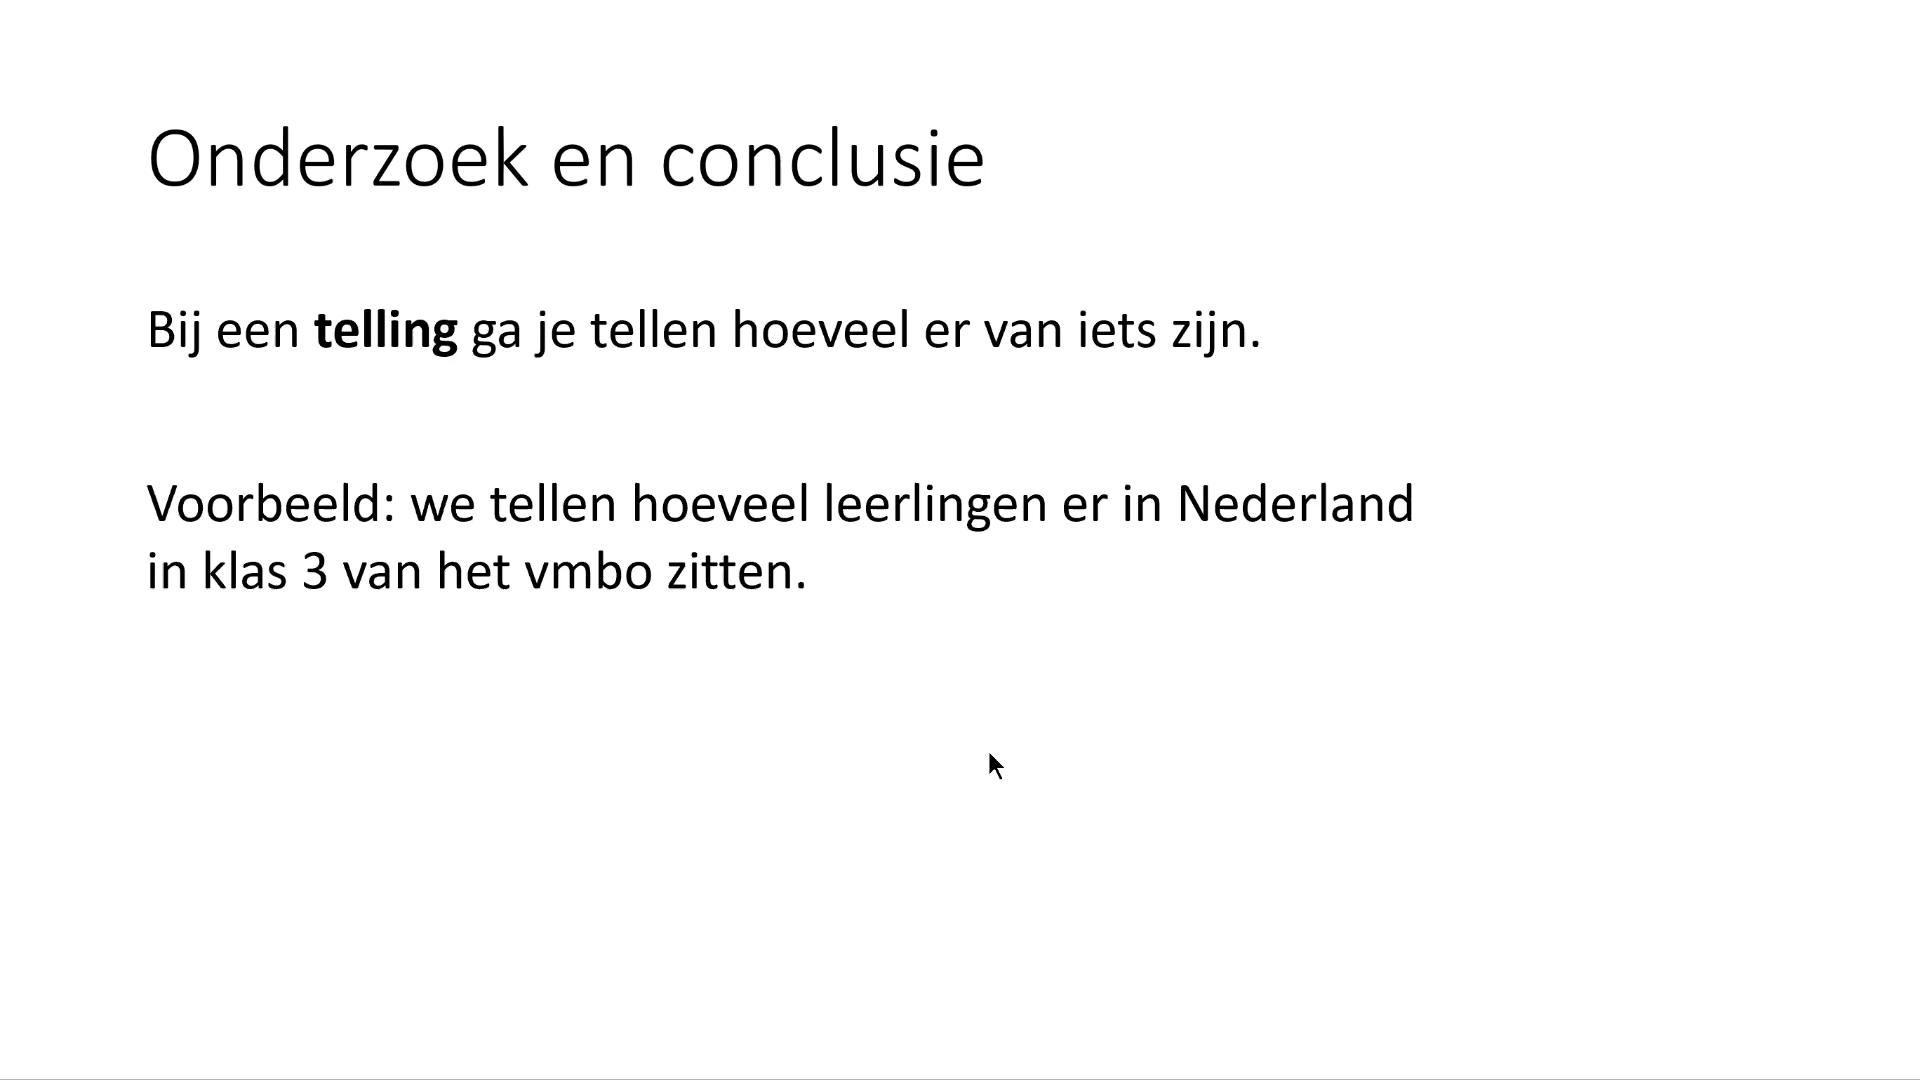 Onderzoek en conclusie
Bij een telling ga je tellen hoeveel er van iets zijn.
Voorbeeld: we tellen hoeveel leerlingen er in Nederland
in klas 3 van het vmbo zitten.